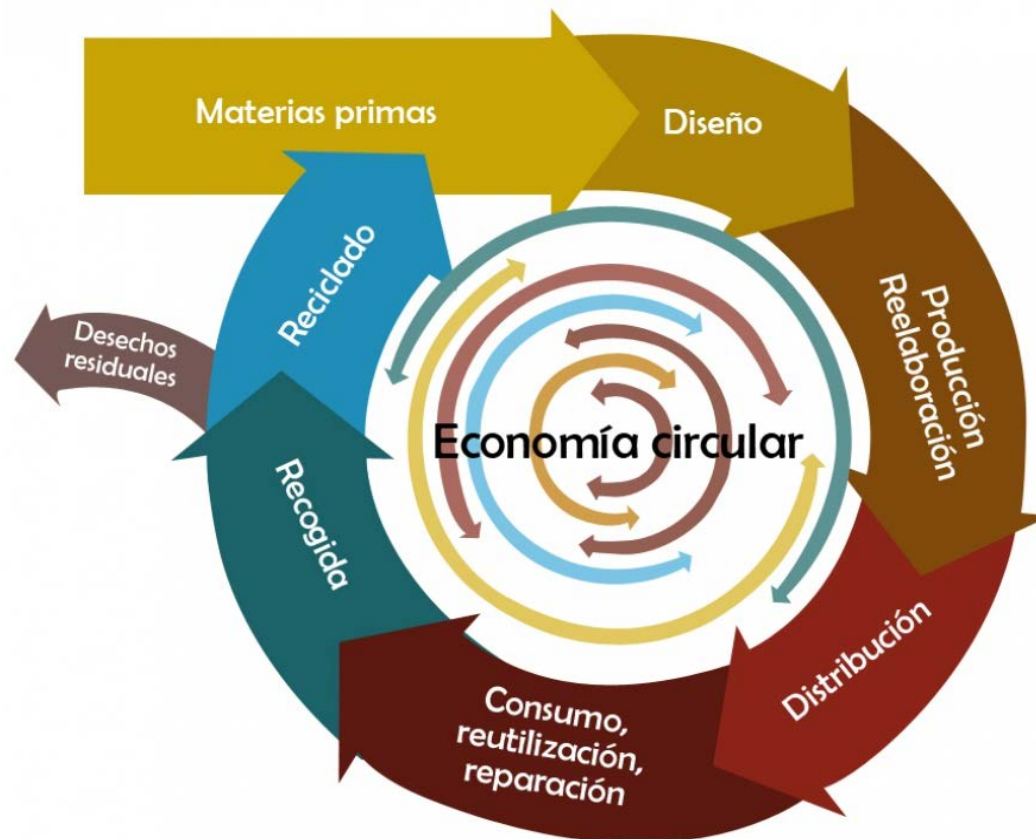 Materias primas
Diseño
Producción
Reelaboración
Distribución
Consumo,
reutilización,
reparación
Recogida
Reciclado
Desechos
residuales
Economía circular